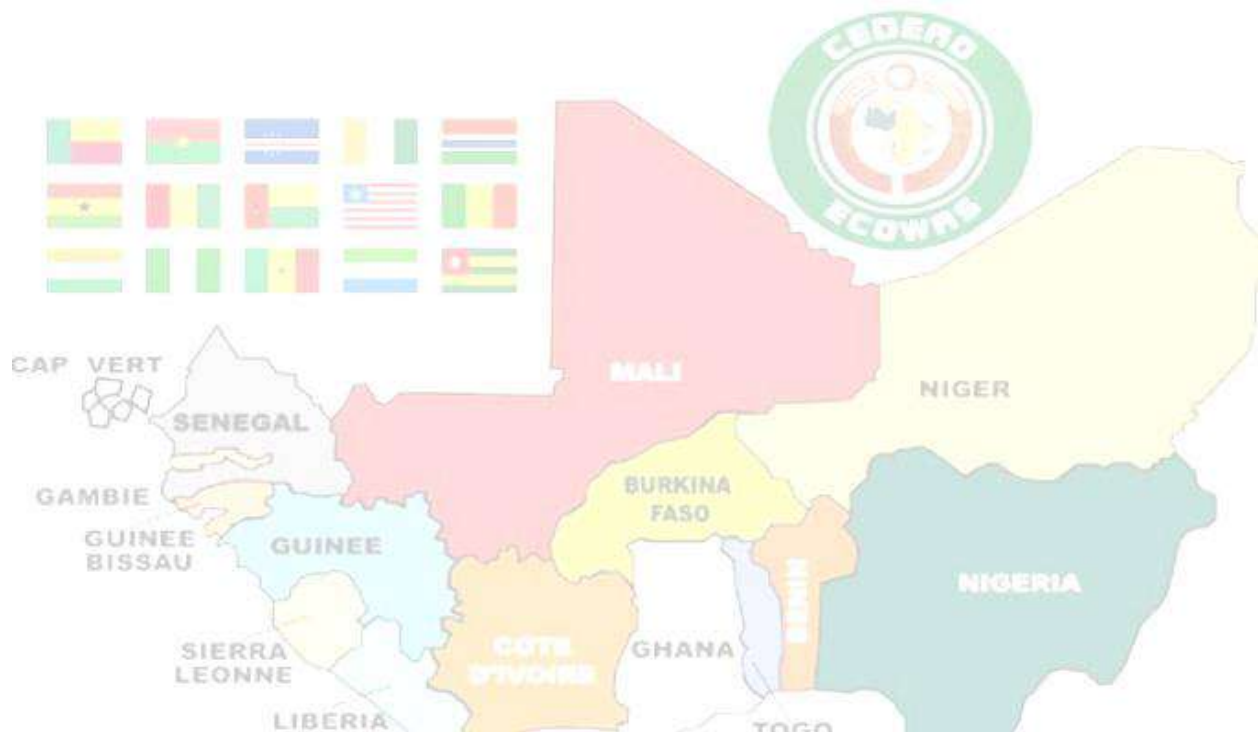 CEDEAO
ECOWAS
CAP VERT
MALI
NIGER
SENEGAL
BURKINA
FASO
GAMBIE
GUINEE
BISSAU
GUINEE
NIGERIA
BENIN
SIERRA
LEONNE
COTE
D'IVOIRE
GHANA
LIBERIA
TOGO